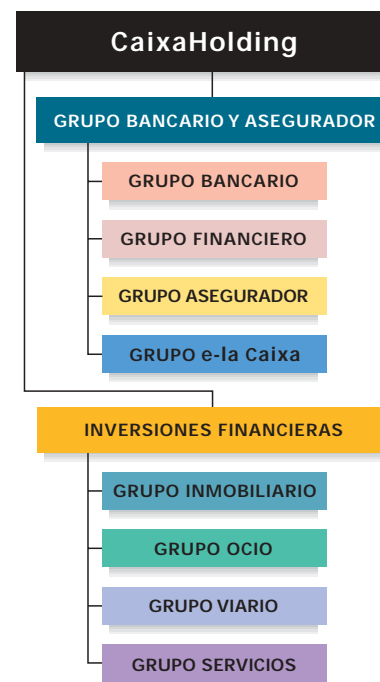 CaixaHolding
GRUPO BANCARIO Y ASEGURADOR
GRUPO BANCARIO
GRUPO FINANCIERO
GRUPO ASEGURADOR
GRUPO e-la Caixa
INVERSIONES FINANCIERAS
GRUPO INMOBILIARIO
GRUPO OCIO
GRUPO VIARIO
GRUPO SERVICIOS